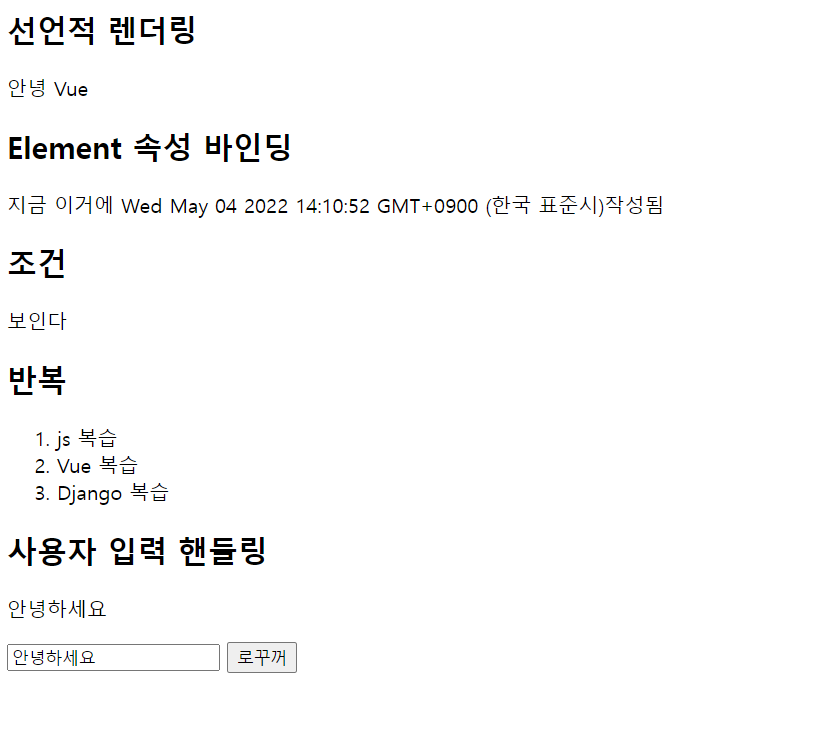 선언적 렌더링
안녕 Vue
Element 속성 바인딩
지금 이거에 Wed May 04 2022 14:10:52 GMT+0900 (한국 표준시)작성됨
조건
보인다
반복
1. js 복습
2. Vue 복습
3. Django 복습
사용자 입력 핸들링
안녕하세요
안녕하세요 로꾸꺼